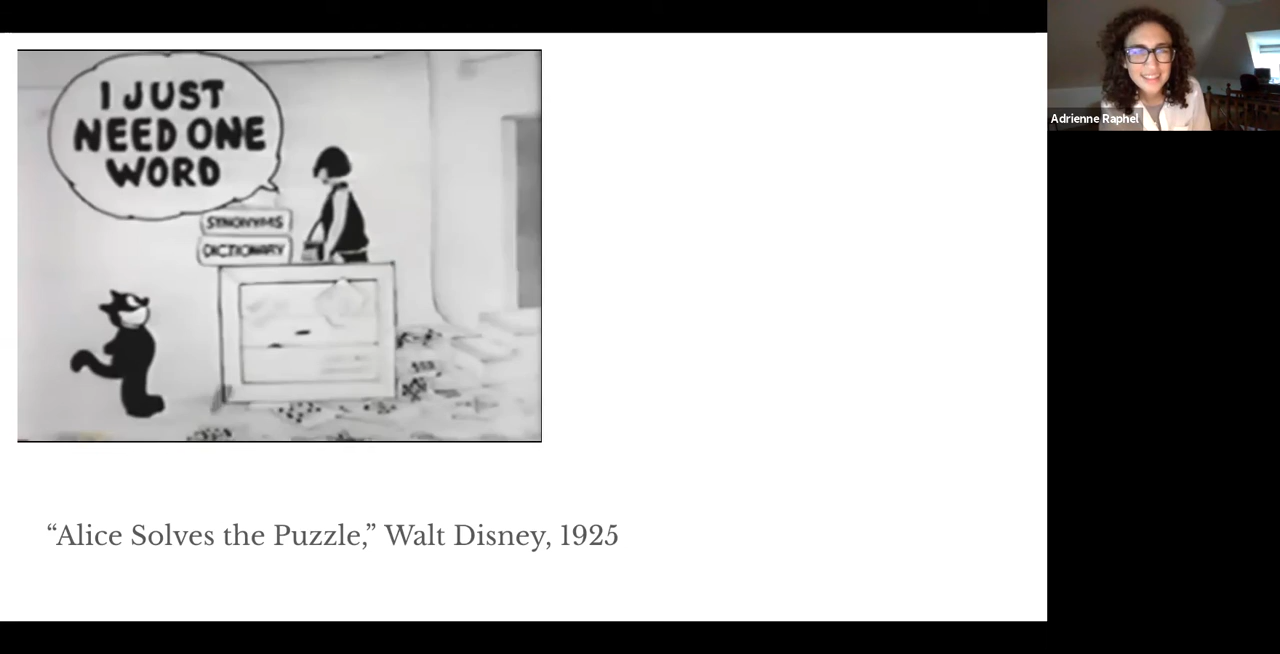 I JUST
NEED ONE
WORD
SYNONYMS
DICTIONARY
“Alice Solves the Puzzle,” Walt Disney, 1925
Adrienne Raphel